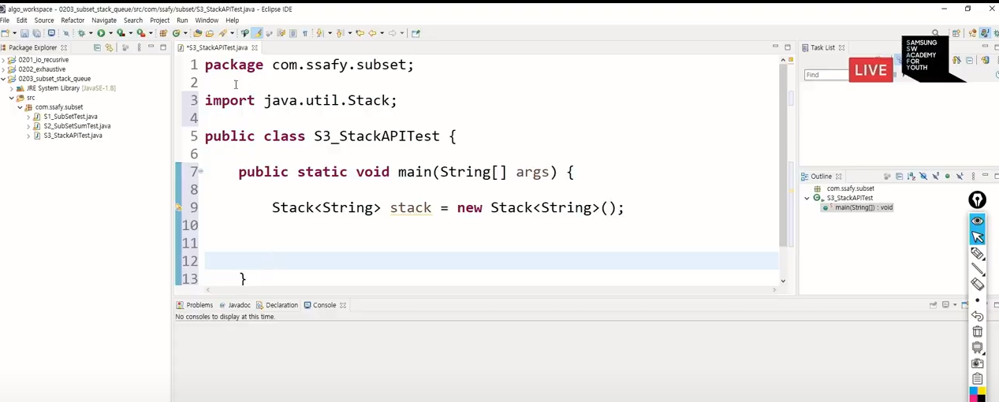 algo_workspace - 0203_subset_stack_queue/src/com/ssafy/subset/S3_StackAPITest.java - Eclipse IDE
File Edit Source Refactor Navigate Search Project Run Window Help
Package Explorer
0201_io_recusrive
0202_exhaustive
0203_subset_stack_queue
JRE System Library [JavaSE-1.8]
src
com.ssafy.subset
S1_SubSetTest.java
S2_SubsetSumTest.java
S3_StackAPITest.java
*S3_StackAPITest.java
1 package com.ssafy.subset;
2
3 import java.util.Stack;
4
5 public class S3_StackAPITest {
6
7 public static void main(String[] args) {
8
9 Stack<String> stack = new Stack<String>();
10
11
12
13 }
Problems Javadoc Declaration Console
No consoles to display at this time.
Task List
Find
LIVE
SAMSUNG
SW
ACADEMY
FOR
YOUTH
Outline
com.ssafy.subset
S3_StackAPITest
main(String[]) : void